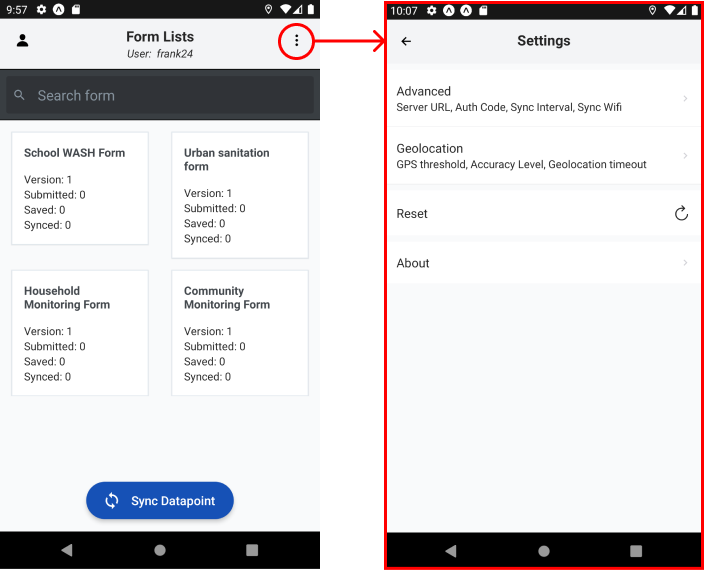 9:57
Form Lists
User: frank24
Search form
School WASH Form
Version: 1
Submitted: 0
Saved: 0
Synced: 0
Urban sanitation
form
Version: 1
Submitted: 0
Saved: 0
Synced: 0
Household
Monitoring Form
Version: 1
Submitted: 0
Saved: 0
Synced: 0
Community
Monitoring Form
Version: 1
Submitted: 0
Saved: 0
Synced: 0
Sync Datapoint
10:07
Settings
Advanced
Server URL, Auth Code, Sync Interval, Sync Wifi
Geolocation
GPS threshold, Accuracy Level, Geolocation timeout
Reset
About